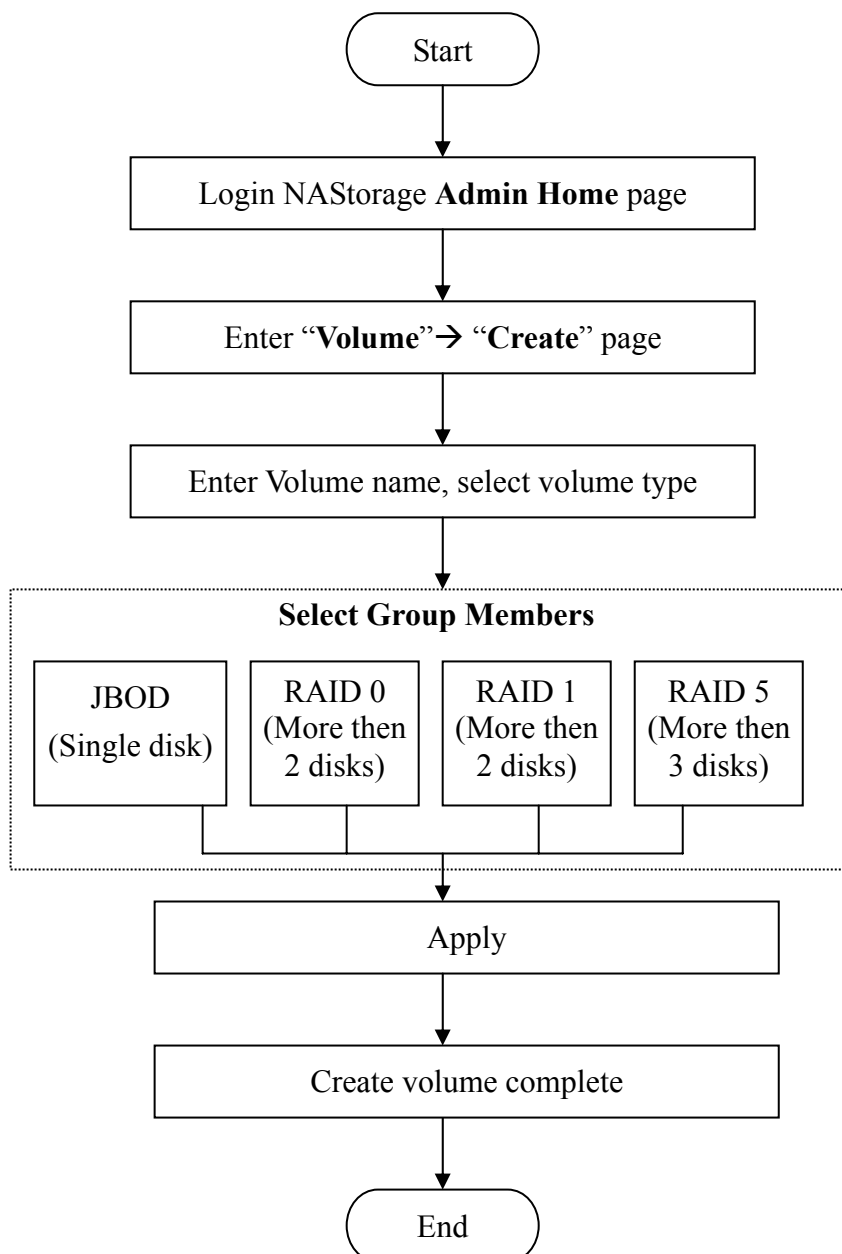 Start
Login NAStorage Admin Home page
Enter “Volume”→ “Create” page
Enter Volume name, select volume type
Select Group Members
JBOD
(Single disk)
RAID 0
(More then
2 disks)
RAID 1
(More then
2 disks)
RAID 5
(More then
3 disks)
Apply
Create volume complete
End